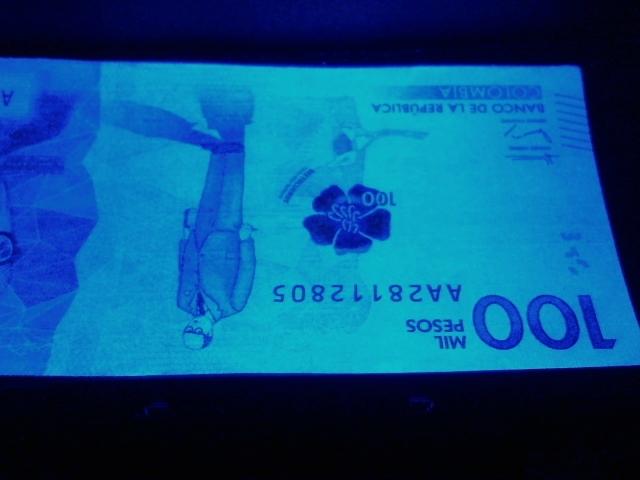 100
MIL
PESOS
AA28112805
100
BANCO DE LA REPÚBLICA
COLOMBIA
A